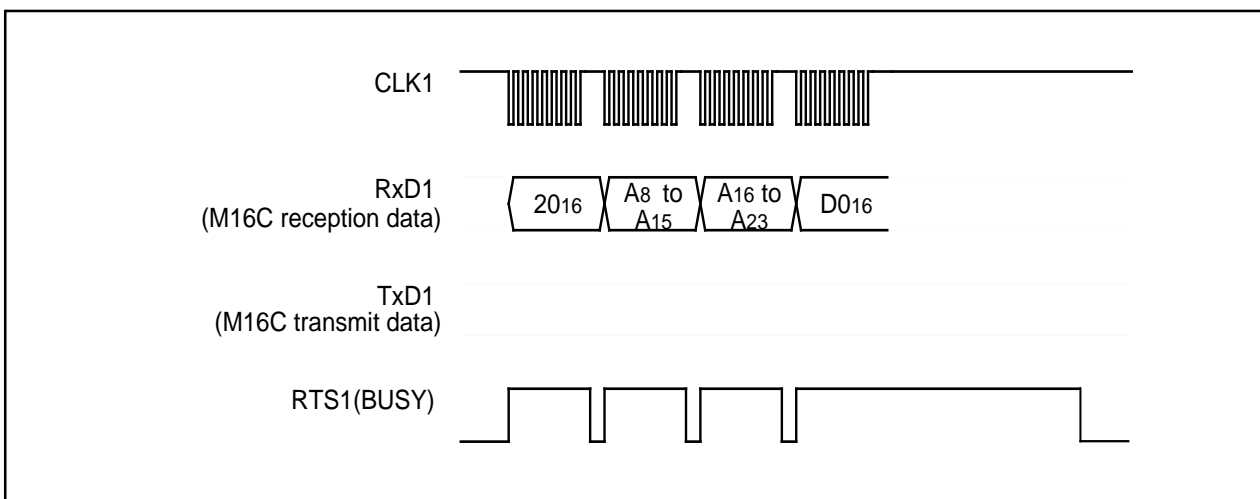 CLK1
RxD1
(M16C reception data)
2016
A8 to
A15
A16 to
A23
D016
TxD1
(M16C transmit data)
RTS1(BUSY)